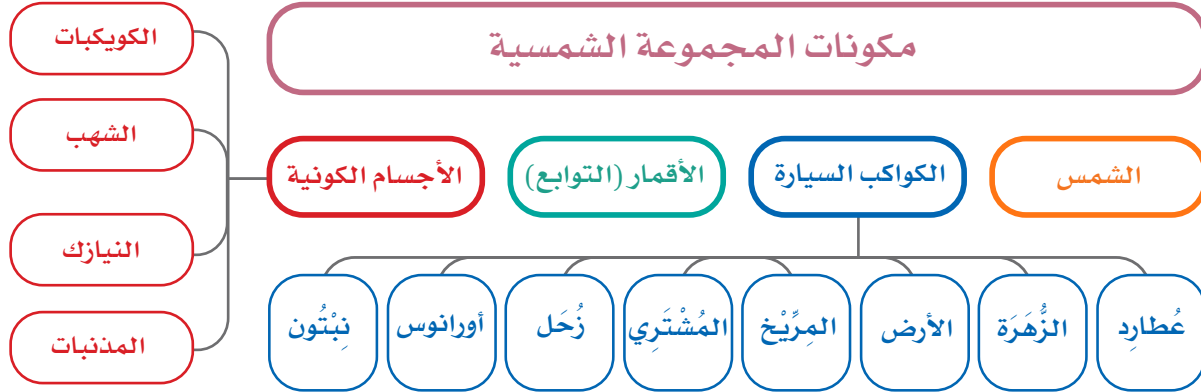 مكونات المجموعة الشمسية
الشمس
الكواكب السيارة
الأقمار (التوابع)
الأجسام الكونية
عُطارِد
الزُّهَرَة
الأرض
المِرِّيْخ
المُشْتَرِي
زُحَل
أورانوس
نِبْتُون
الكويكبات
الشهب
النيازك
المذنبات